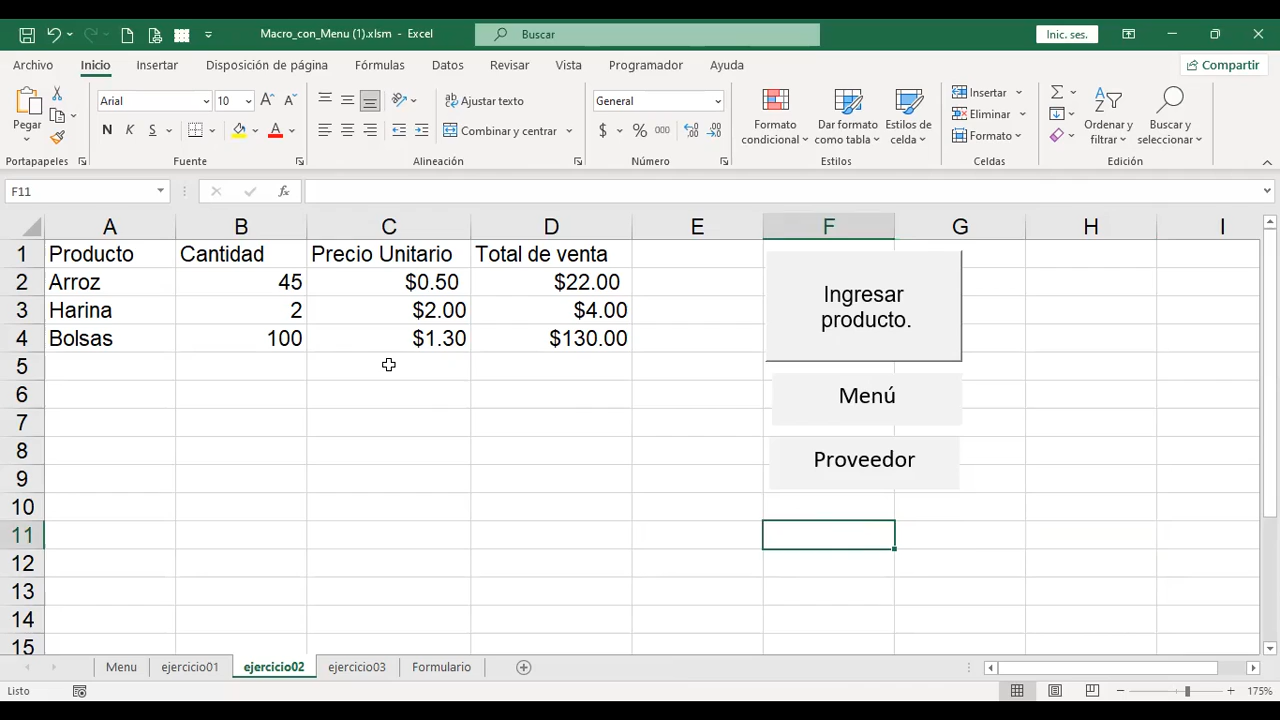 Macro_con_Menu (1).xlsm - Excel
Buscar
Inic. ses.
Archivo Inicio Insertar Disposición de página Fórmulas Datos Revisar Vista Programador Ayuda
Compartir
Pegar
Portapapeles
Arial 10
N K S
Fuente
Ajustar texto
Combinar y centrar
Alineación
General
$ % 000
Número
Formato condicional
Dar formato como tabla
Estilos de celda
Estilos
Insertar
Eliminar
Formato
Celdas
Ordenar y filtrar
Buscar y seleccionar
Edición
F11
A B C D E F G H I
1 Producto Cantidad Precio Unitario Total de venta
2 Arroz 45 $0.50 $22.00
3 Harina 2 $2.00 $4.00
4 Bolsas 100 $1.30 $130.00
5
6
7
8
9
10
11
12
13
14
15
Ingresar
producto.
Menú
Proveedor
Menu ejercicio01 ejercicio02 ejercicio03 Formulario
Listo
175%